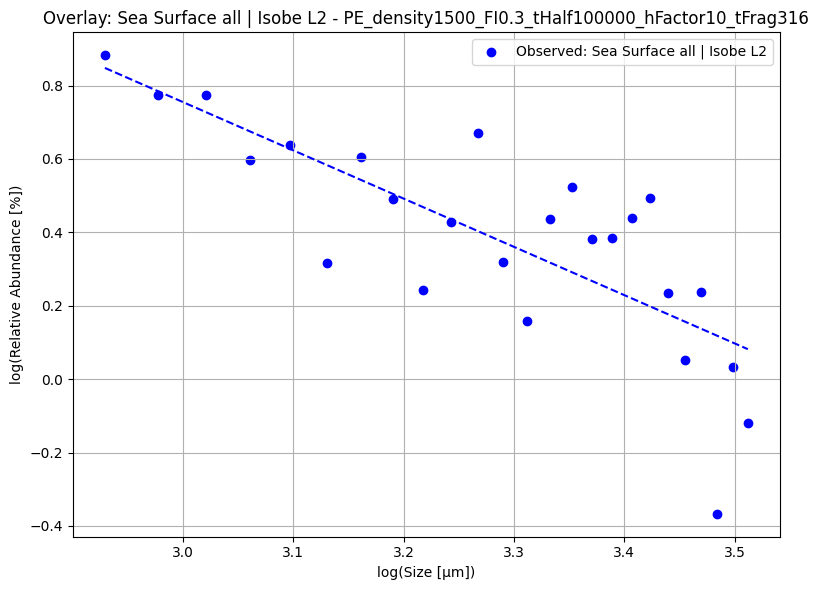 Overlay: Sea Surface all | Isobe L2 - PE_density1500_FI0.3_tHalf100000_hFactor10_tFrag316
Observed: Sea Surface all | Isobe L2
log(Relative Abundance [%])
0.8
0.6
0.4
0.2
0.0
−0.2
−0.4
3.0 3.1 3.2 3.3 3.4 3.5
log(Size [µm])